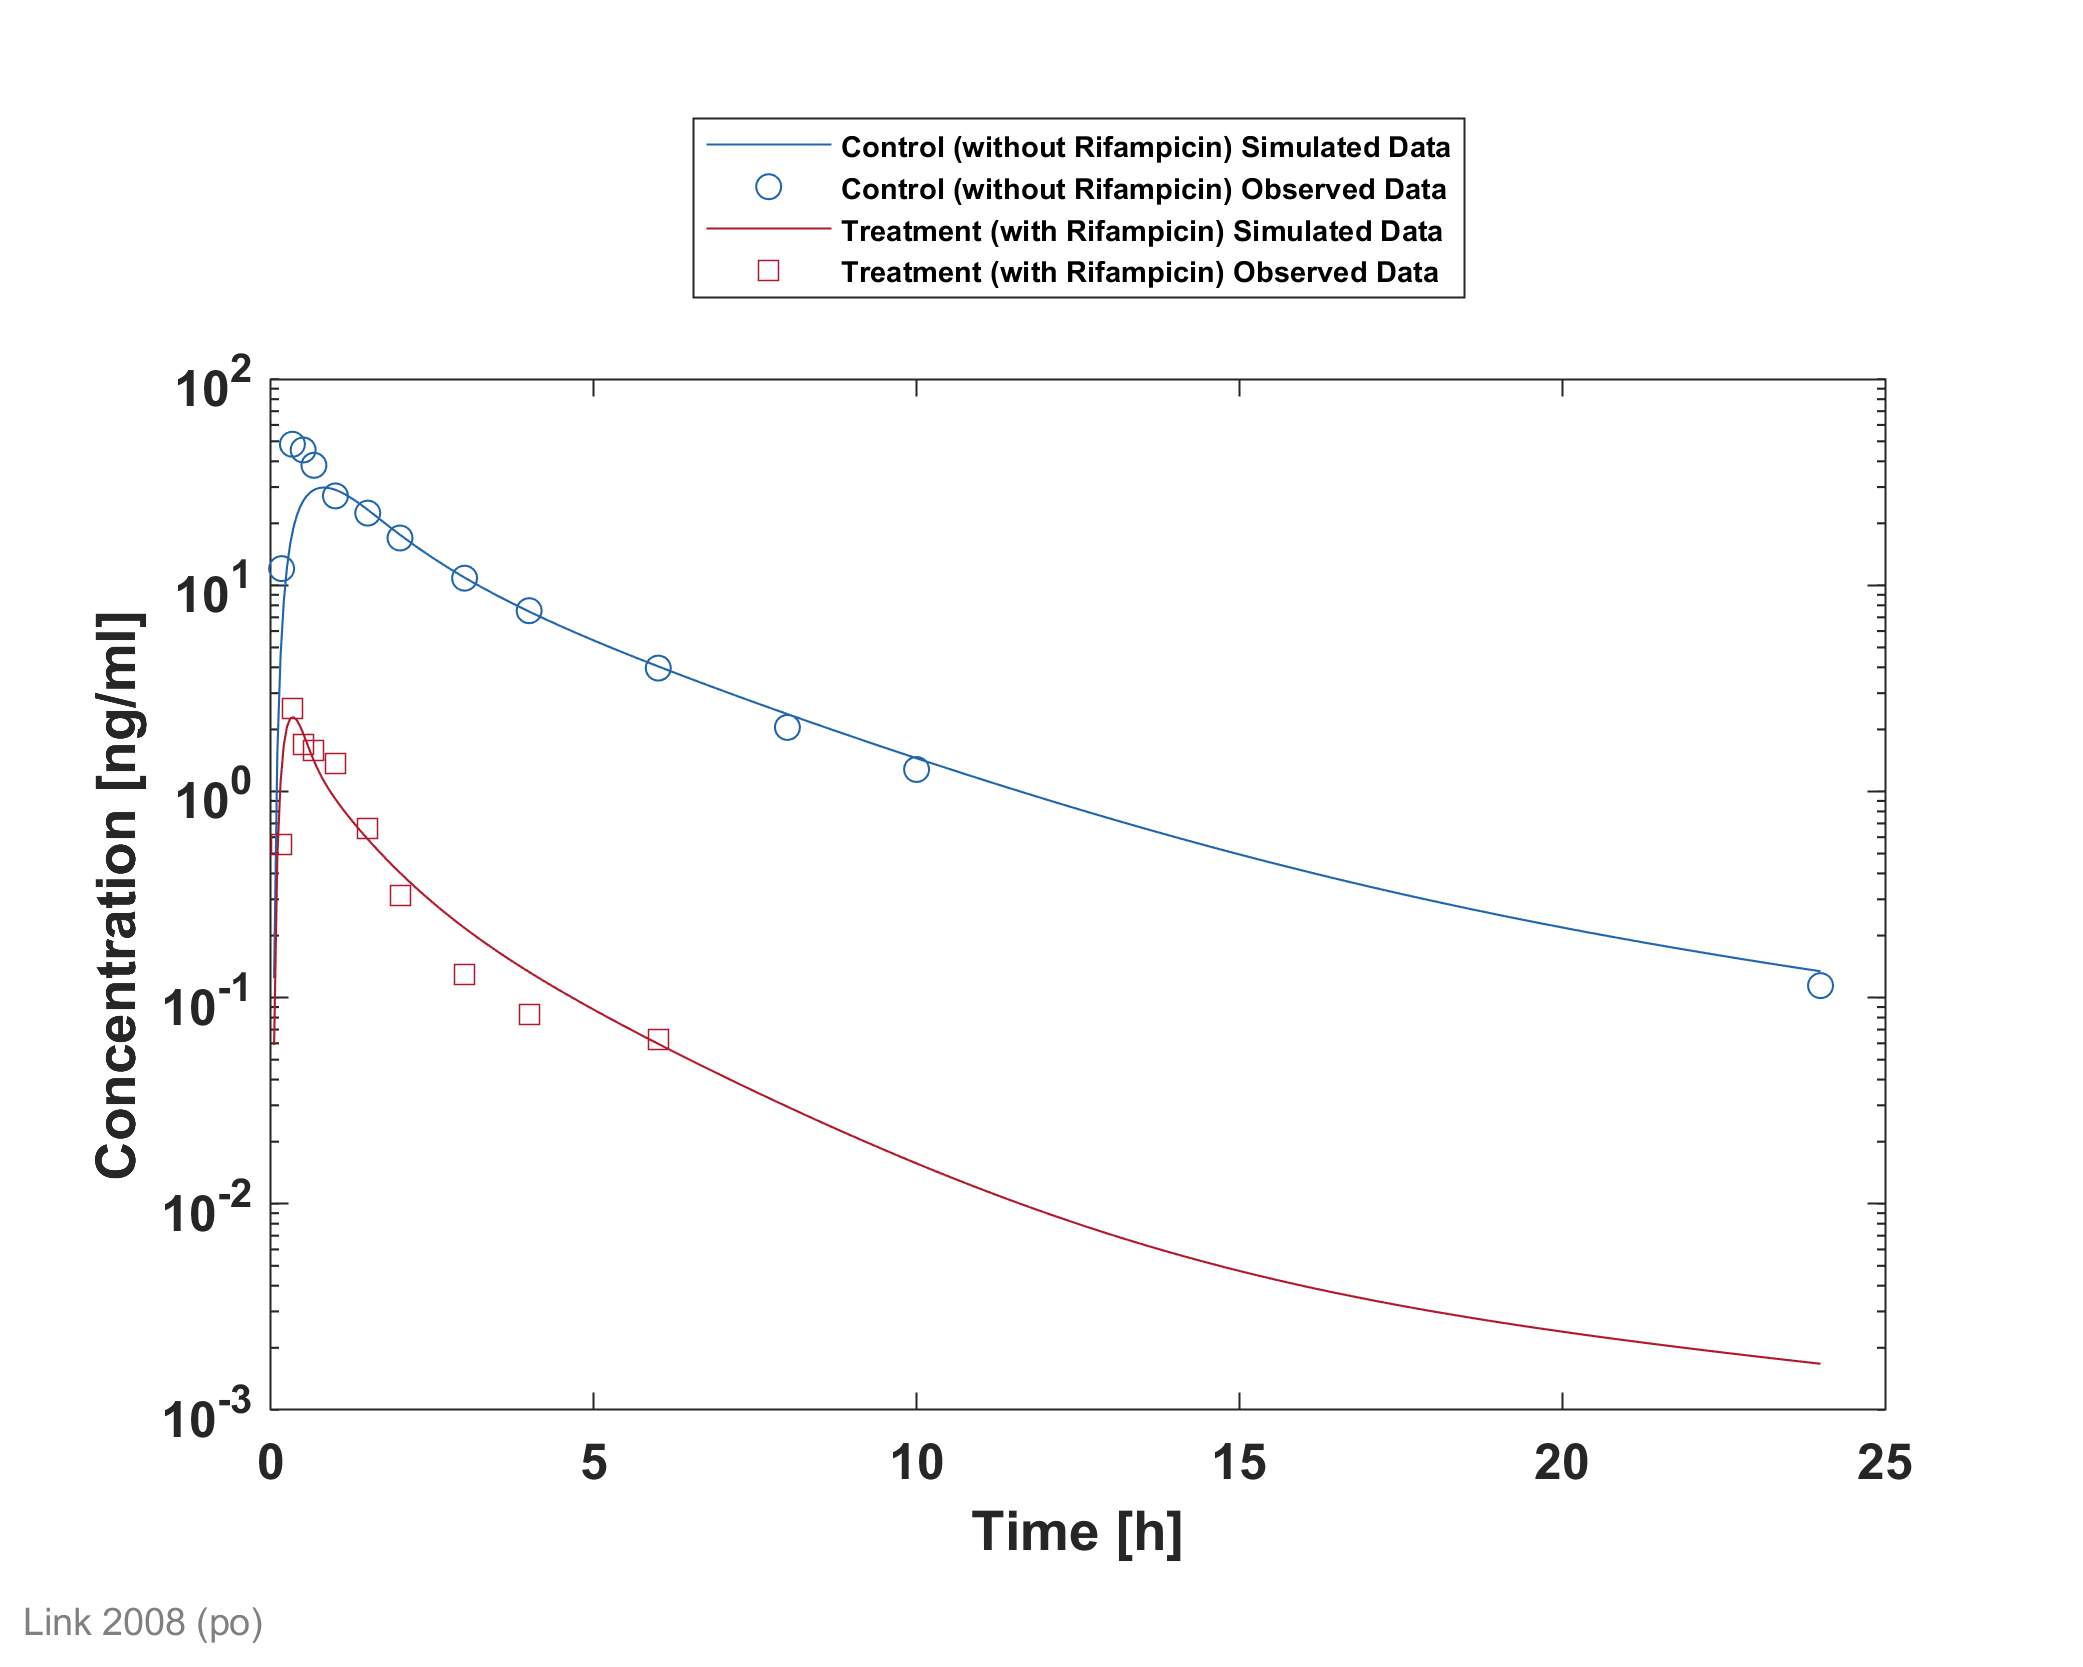 Control (without Rifampicin) Simulated Data
Control (without Rifampicin) Observed Data
Treatment (with Rifampicin) Simulated Data
Treatment (with Rifampicin) Observed Data
10^2
10^1
10^0
10^-1
10^-2
10^-3
Concentration [ng/ml]
0 5 10 15 20 25
Time [h]
Link 2008 (po)